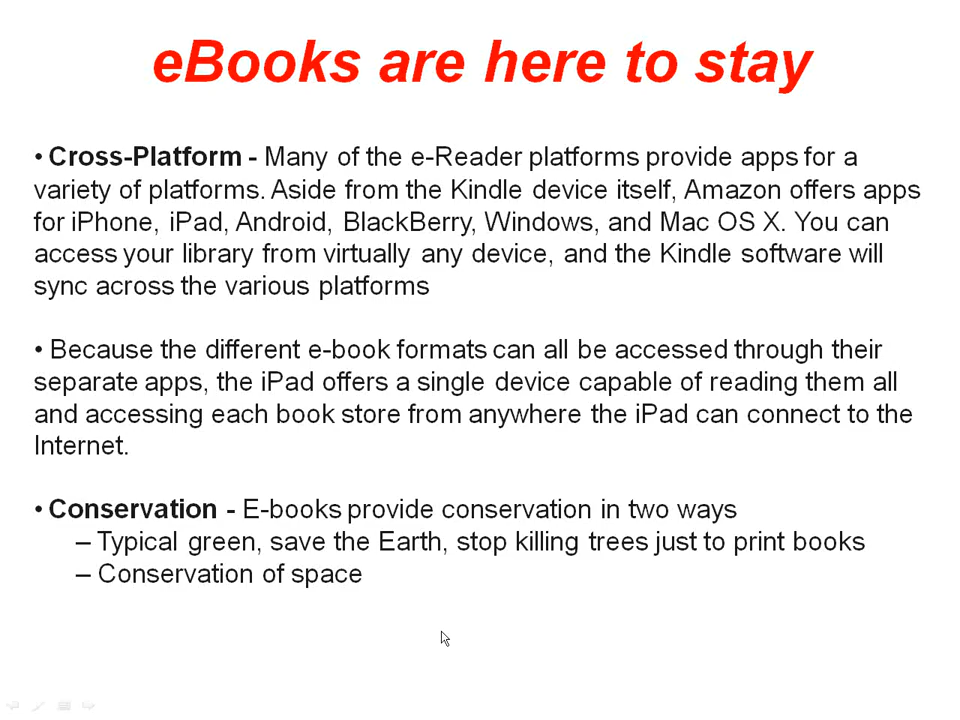 eBooks are here to stay
• Cross-Platform - Many of the e-Reader platforms provide apps for a
variety of platforms. Aside from the Kindle device itself, Amazon offers apps
for iPhone, iPad, Android, BlackBerry, Windows, and Mac OS X. You can
access your library from virtually any device, and the Kindle software will
sync across the various platforms
• Because the different e-book formats can all be accessed through their
separate apps, the iPad offers a single device capable of reading them all
and accessing each book store from anywhere the iPad can connect to the
Internet.
• Conservation - E-books provide conservation in two ways
– Typical green, save the Earth, stop killing trees just to print books
– Conservation of space